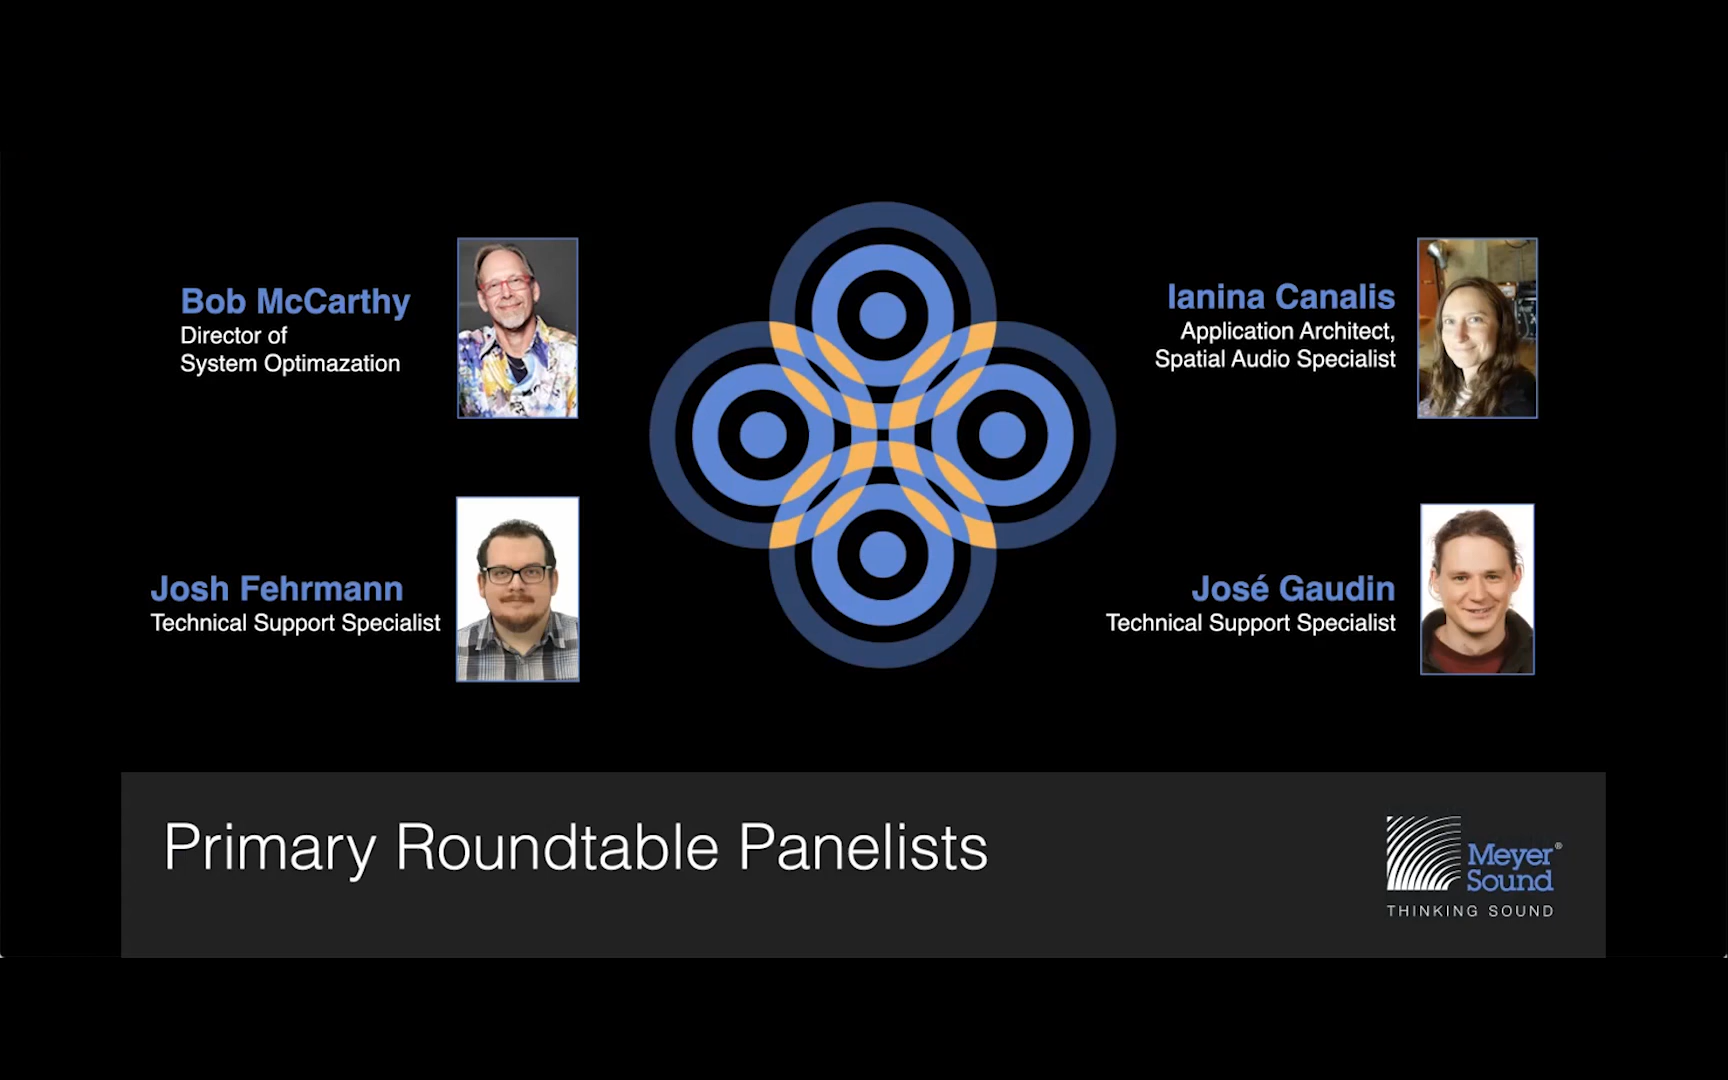 Bob McCarthy
Director of
System Optimazation
Ianina Canalis
Application Architect,
Spatial Audio Specialist
Josh Fehrmann
Technical Support Specialist
José Gaudin
Technical Support Specialist
Primary Roundtable Panelists
Meyer®
Sound
THINKING SOUND